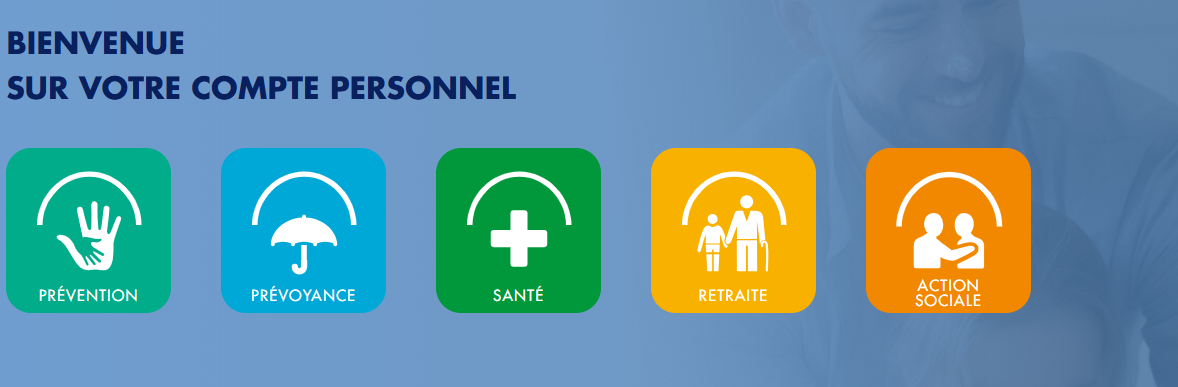 BIENVENUE
SUR VOTRE COMPTE PERSONNEL
PRÉVENTION
PRÉVOYANCE
SANTÉ
RETRAITE
ACTION
SOCIALE